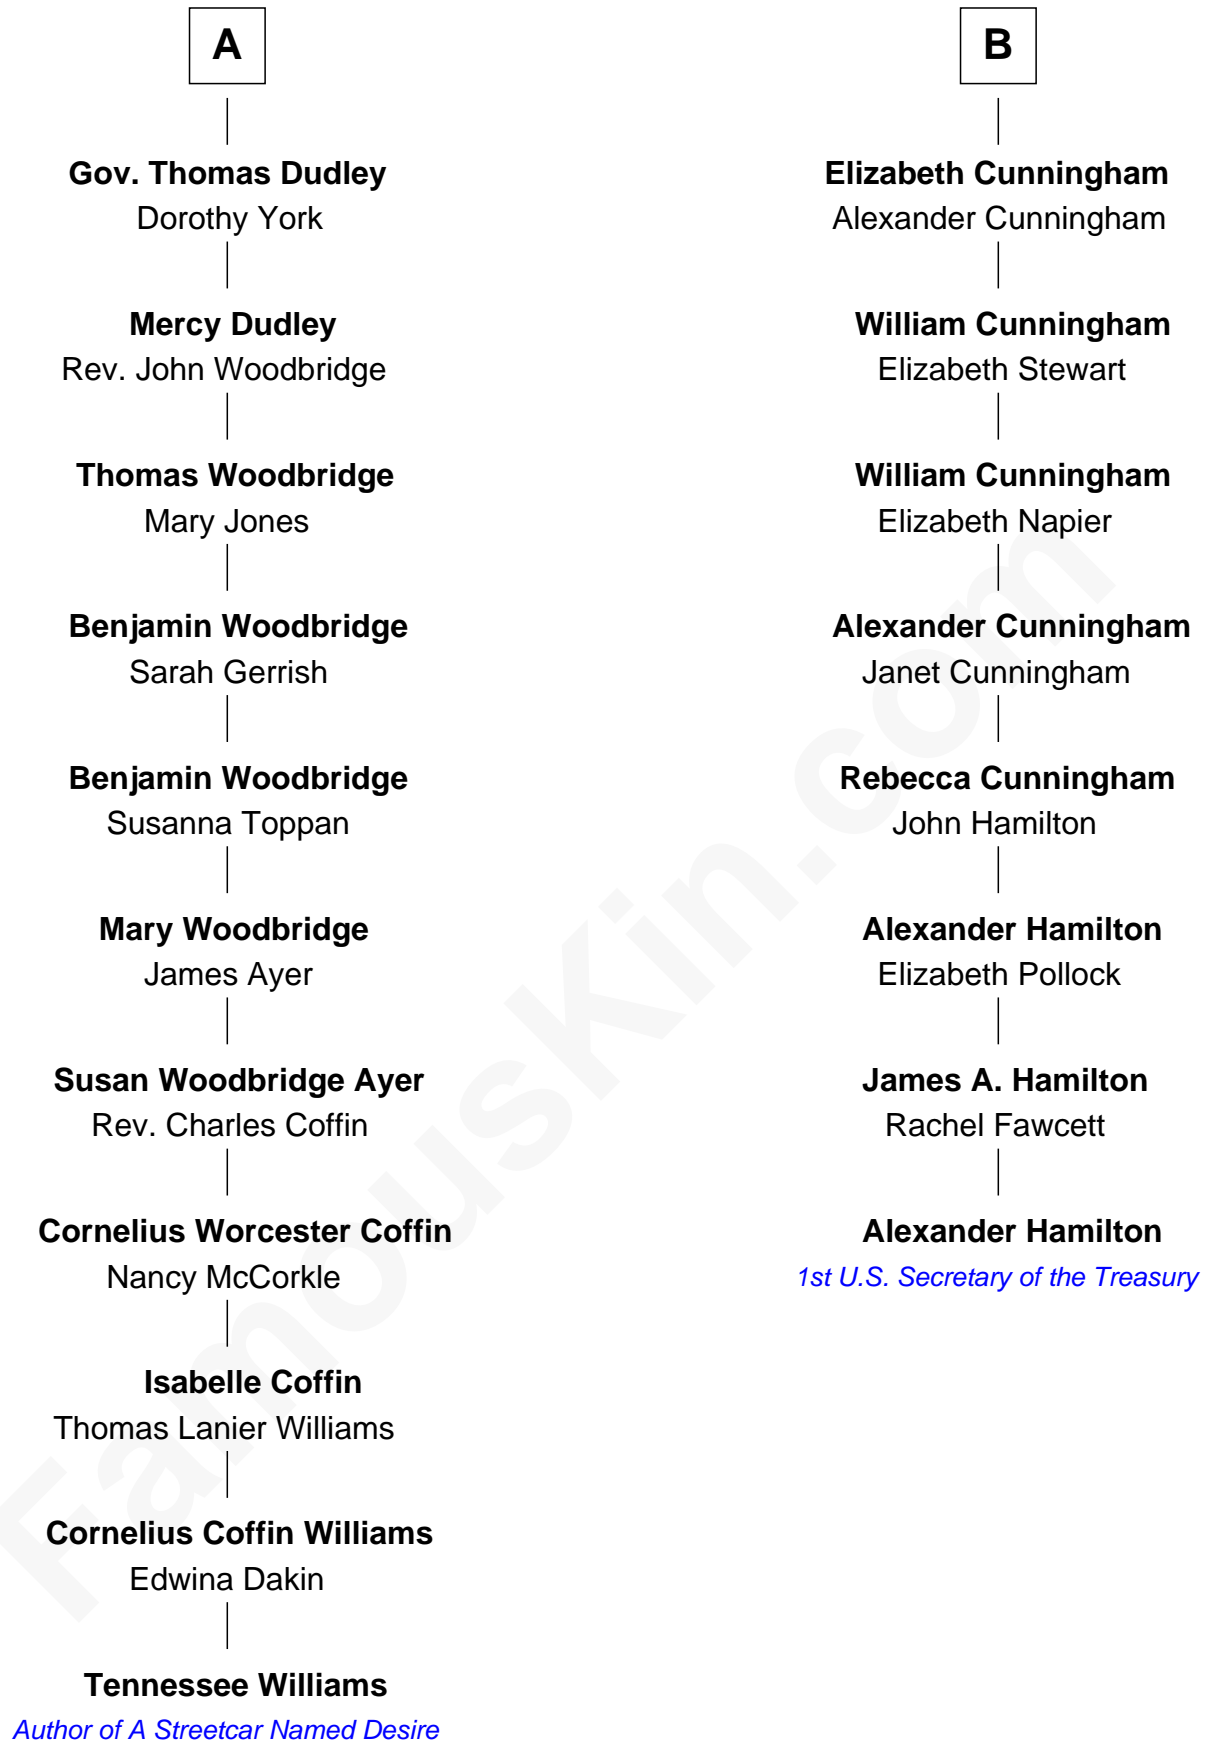 A
Gov. Thomas Dudley
Dorothy York
Mercy Dudley
Rev. John Woodbridge
Thomas Woodbridge
Mary Jones
Benjamin Woodbridge
Sarah Gerrish
Benjamin Woodbridge
Susanna Toppan
Mary Woodbridge
James Ayer
Susan Woodbridge Ayer
Rev. Charles Coffin
Cornelius Worcester Coffin
Nancy McCorkle
Isabelle Coffin
Thomas Lanier Williams
Cornelius Coffin Williams
Edwina Dakin
Tennessee Williams
Author of A Streetcar Named Desire
B
Elizabeth Cunningham
Alexander Cunningham
William Cunningham
Elizabeth Stewart
William Cunningham
Elizabeth Napier
Alexander Cunningham
Janet Cunningham
Rebecca Cunningham
John Hamilton
Alexander Hamilton
Elizabeth Pollock
James A. Hamilton
Rachel Fawcett
Alexander Hamilton
1st U.S. Secretary of the Treasury
FamousKin.com